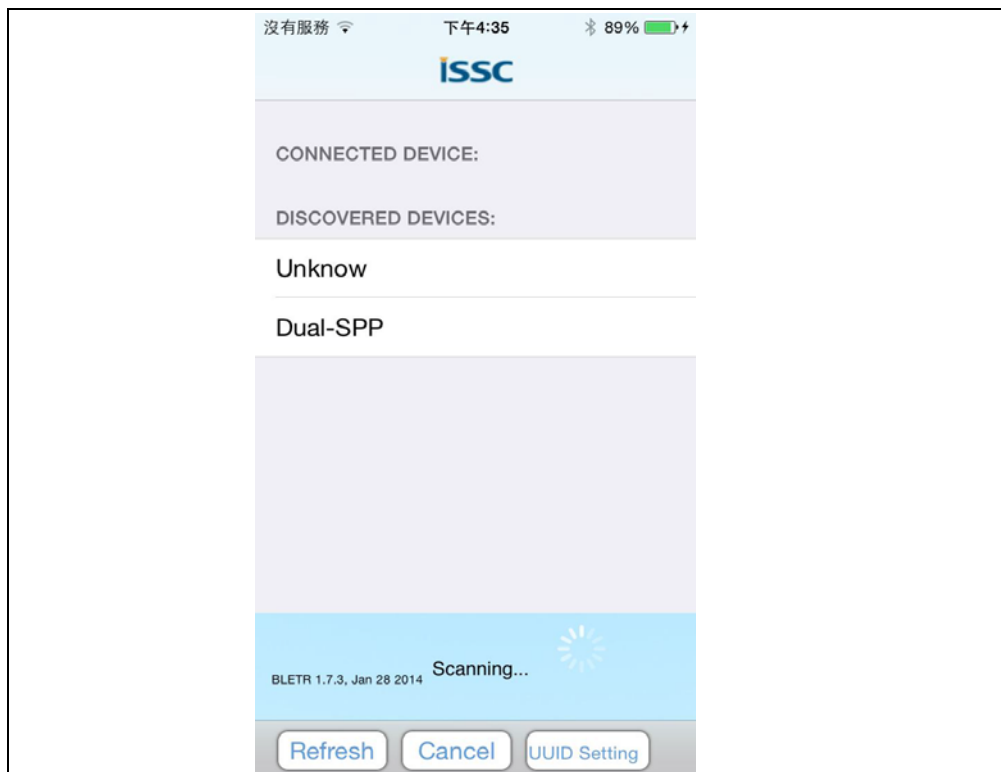 沒有服務 下午4:35 89%
ISSC
CONNECTED DEVICE:
DISCOVERED DEVICES:
Unknow
Dual-SPP
BLETR 1.7.3, Jan 28 2014 Scanning...
Refresh Cancel UUID Setting